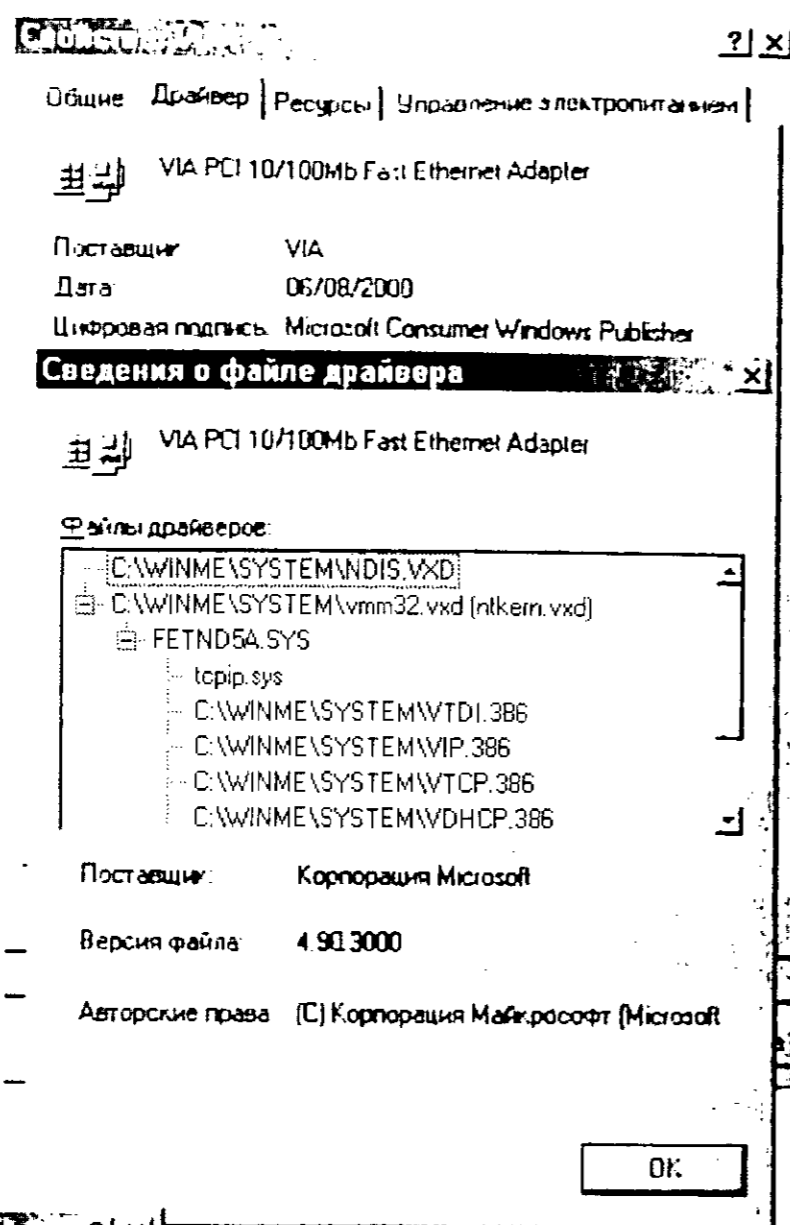 ? ×
Общие Драйвер Ресурсы Управление электропитанием
VIA PCI 10/100Mb Fast Ethernet Adapter
Поставщик VIA
Дата: 06/08/2000
Цифровая подпись: Microsoft Consumer Windows Publisher
Сведения о файле драйвера ×
VIA PCI 10/100Mb Fast Ethernet Adapter
Файлы драйверов:
C:\WINME\SYSTEM\NDIS.VXD
C:\WINME\SYSTEM\vmm32.vxd (ntkern.vxd)
FETND5A.SYS
tcpip.sys
C:\WINME\SYSTEM\VTDI.386
C:\WINME\SYSTEM\VIP.386
C:\WINME\SYSTEM\VTCP.386
C:\WINME\SYSTEM\VDHCP.386
Поставщик: Корпорация Microsoft
Версия файла: 4.90.3000
Авторские права (C) Корпорация Майкрософт (Microsoft
OK